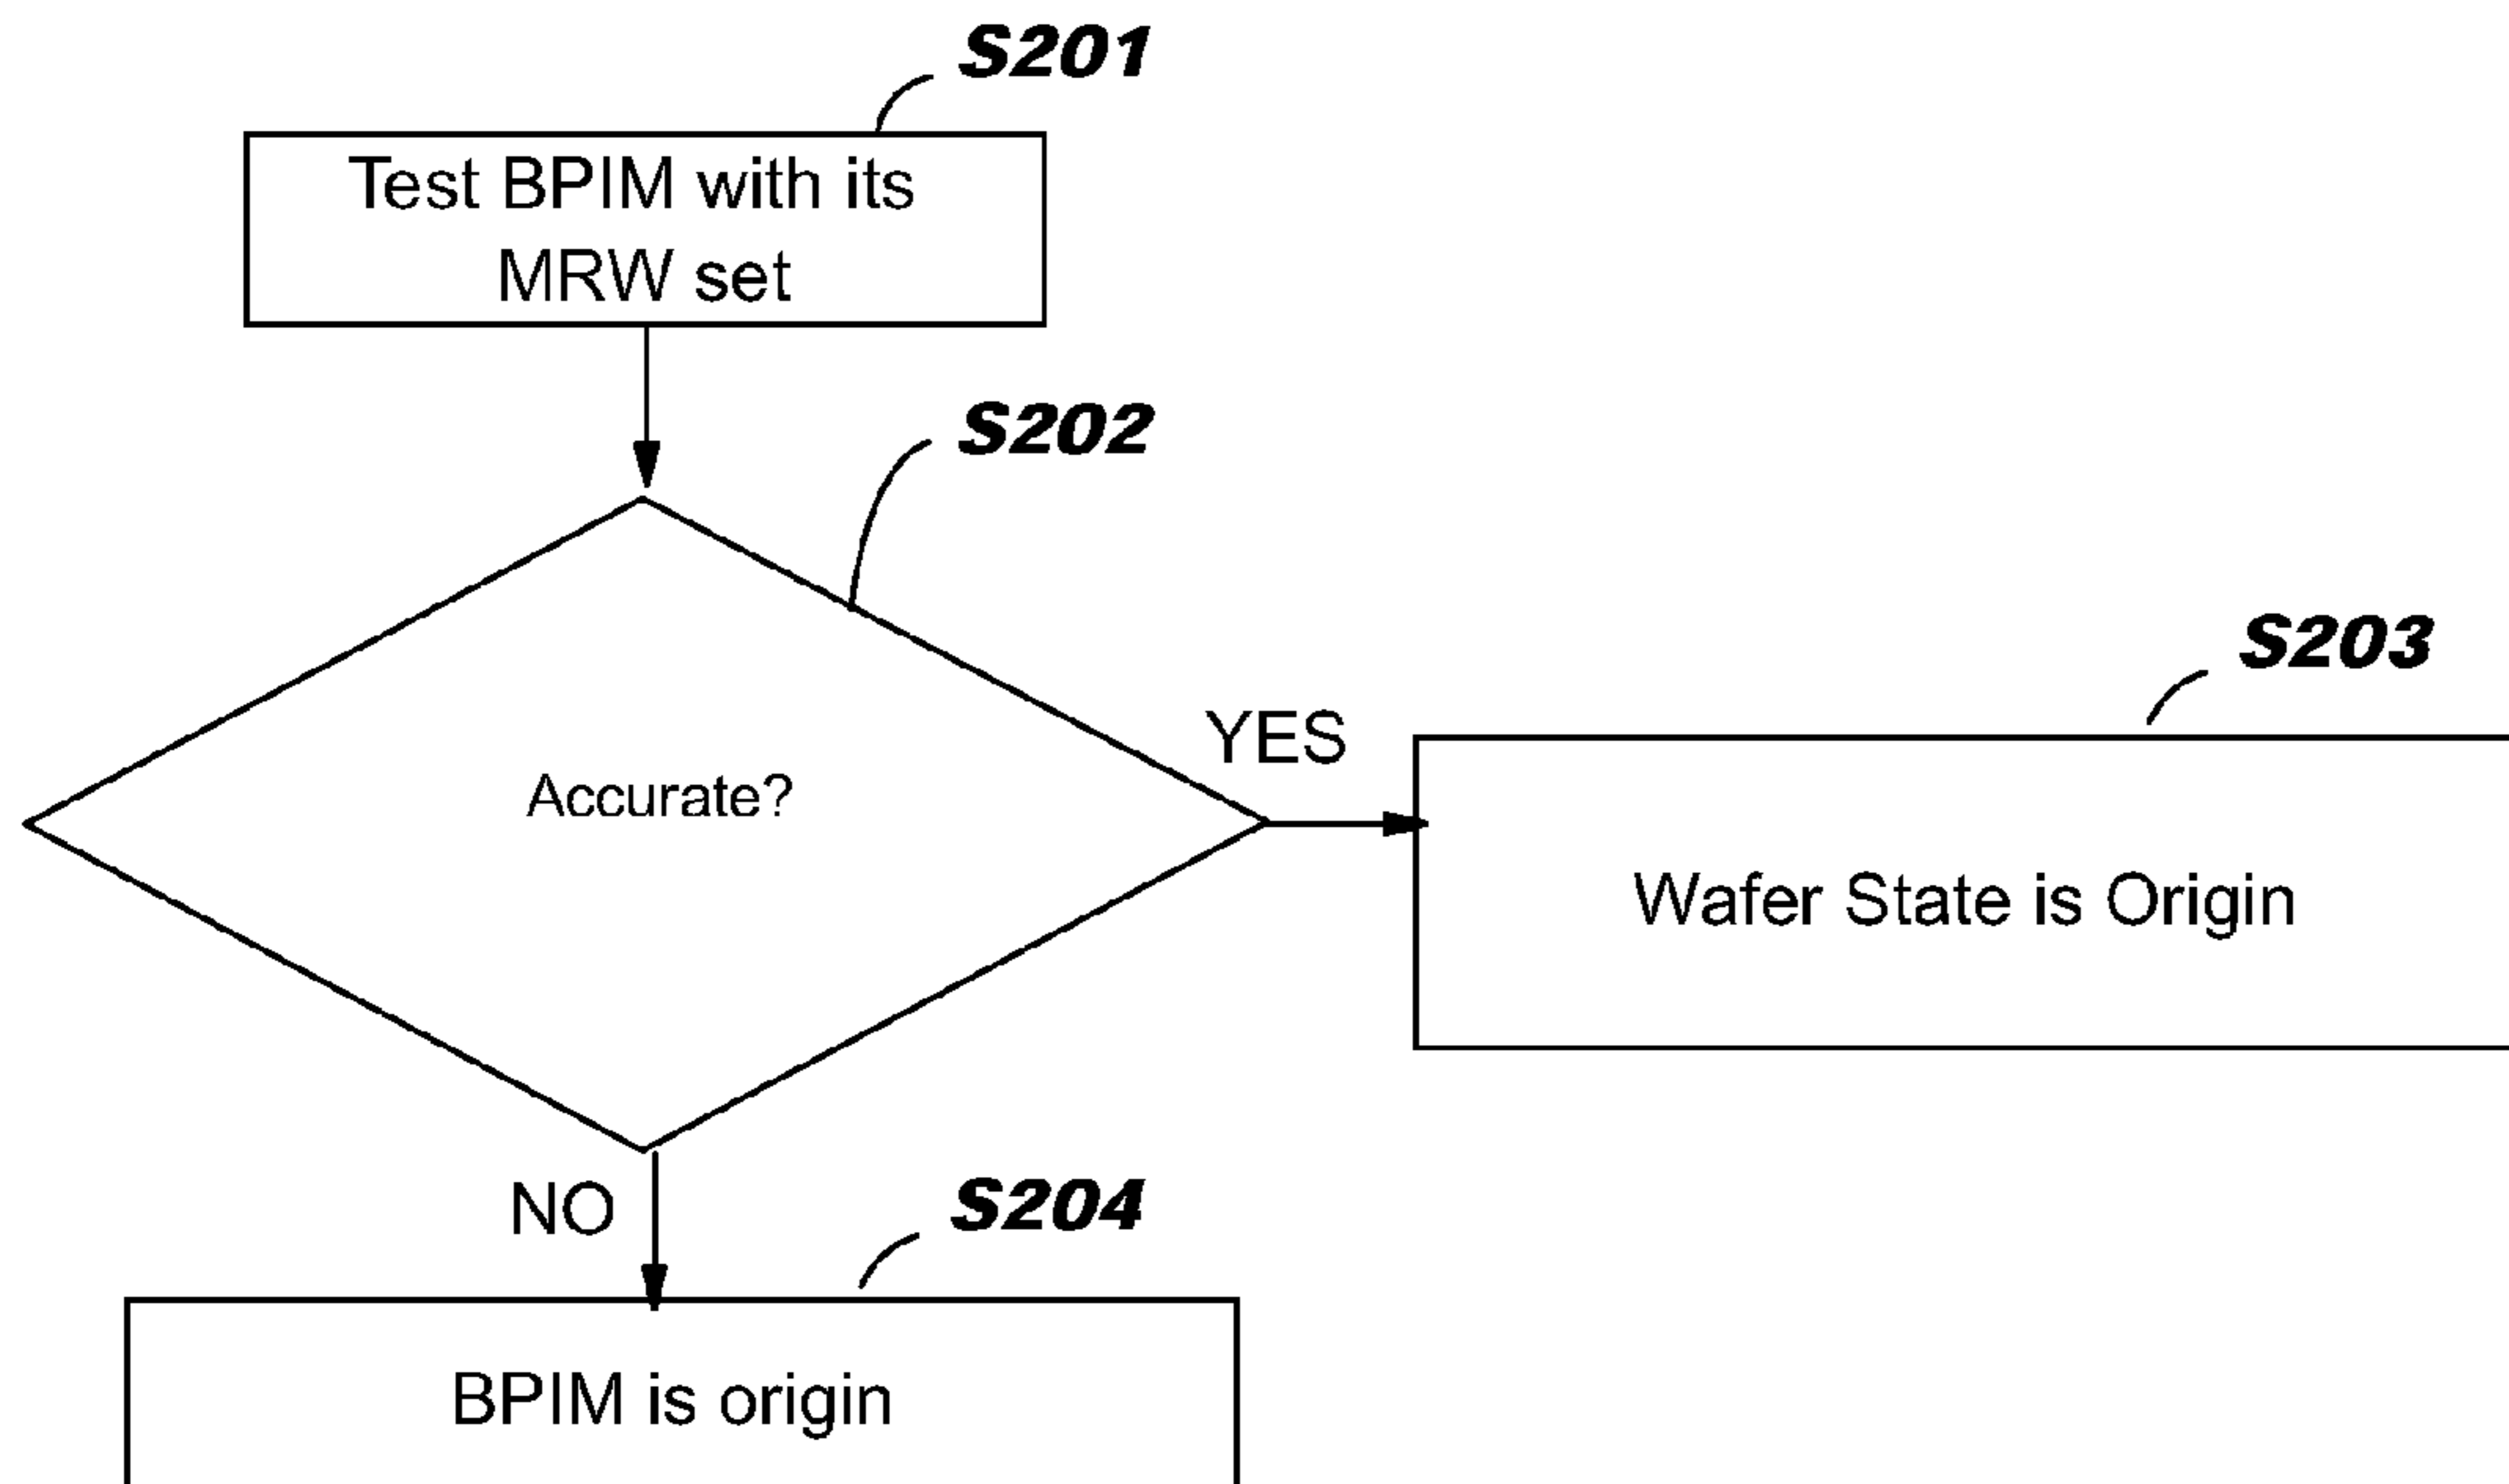 S201
Test BPIM with its
MRW set
S202
Accurate?
YES
S203
Wafer State is Origin
NO
S204
BPIM is origin